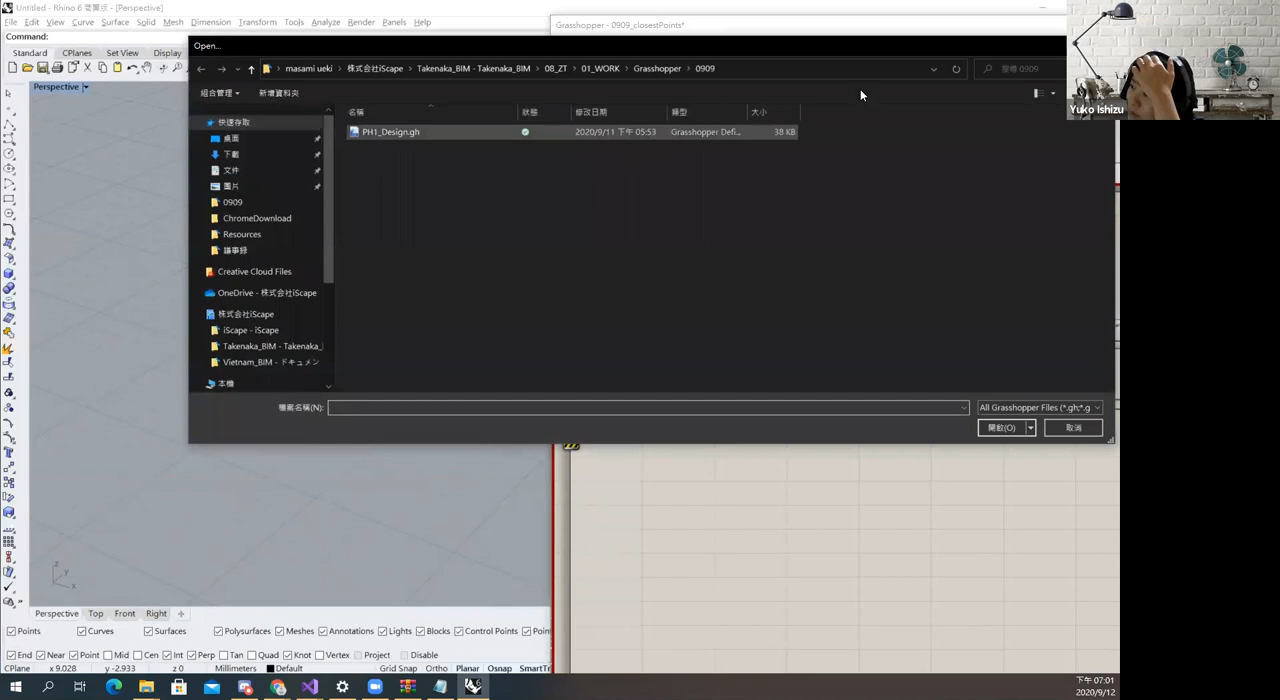 Untitled - Rhino 6 - [Perspective]
File Edit View Curve Surface Solid Mesh Dimension Transform Tools Analyze Render Panels Help
Grasshopper - 0909_closestPoints*
Command:
Open...
Standard CPlanes Set View Display
masami ueki > 株式会社iScape > Takenaka_BIM - Takenaka_BIM > 08_ZT > 01_WORK > Grasshopper > 0909
搜尋 0909
Perspective
組合管理 新增資料夾
Yuko Ishizu
名稱 狀態 修改日期 類型 大小
快速存取
PH1_Design.gh 2020/9/11 下午 05:53 Grasshopper Defi... 38 KB
桌面
下載
文件
圖片
0909
ChromeDownload
Resources
議事録
Creative Cloud Files
OneDrive - 株式会社iScape
株式会社iScape
iScape - iScape
Takenaka_BIM - Takenaka_
Vietnam_BIM - ドキュメン
本機
檔案名稱(N):
All Grasshopper Files (*.gh;*.g
開啟(O) 取消
z
y
x
Perspective Top Front Right
Points Curves Surfaces Polysurfaces Meshes Annotations Lights Blocks Control Points Poin
End Near Point Mid Cen Int Perp Tan Quad Knot Vertex Project Disable
CPlane x 9.028 y -2.933 z 0 Millimeters Default Grid Snap Ortho Planar Osnap SmartTr
下午 07:01
2020/9/12